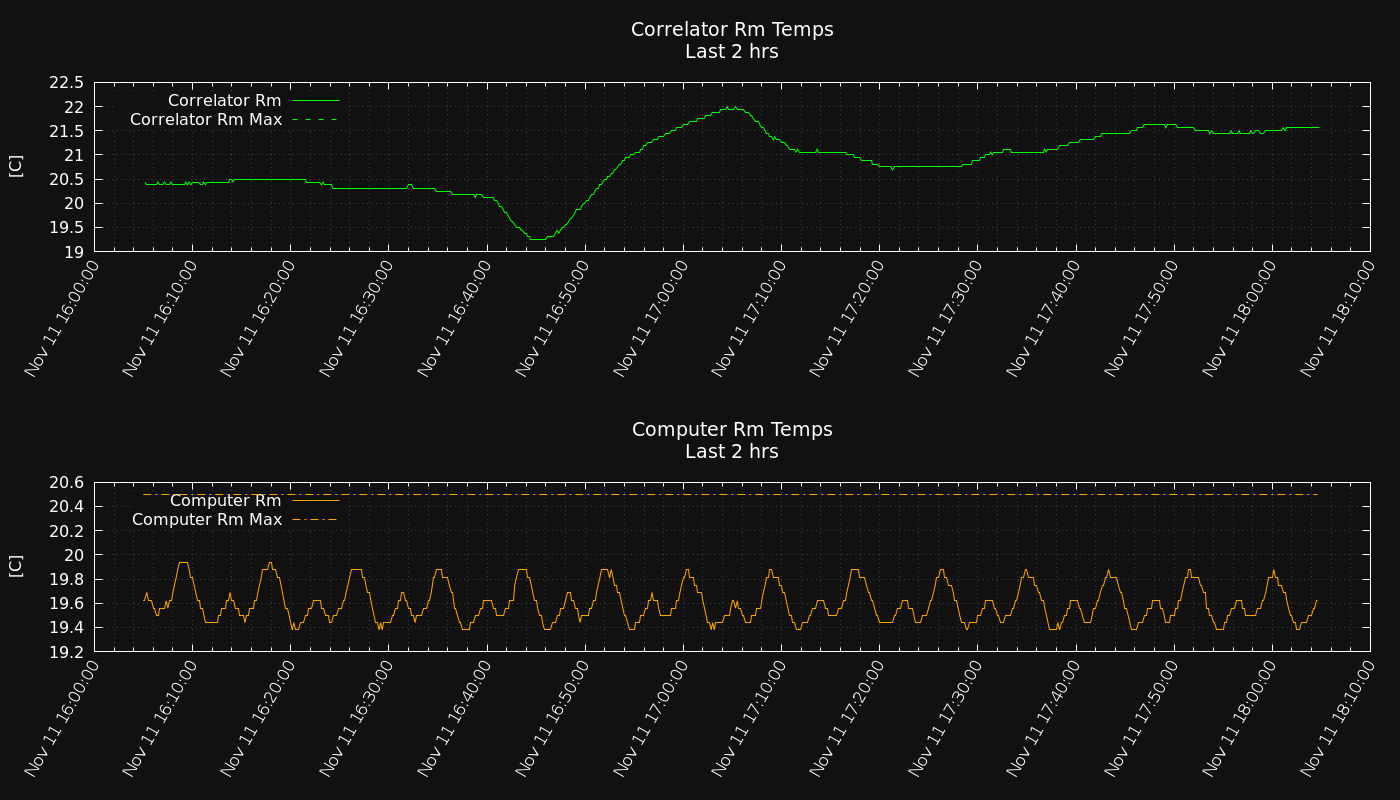 Correlator Rm Temps
Last 2 hrs
22.5
22
21.5
21
20.5
20
19.5
19
[C]
Correlator Rm
Correlator Rm Max
Nov 11 16:00:00
Nov 11 16:10:00
Nov 11 16:20:00
Nov 11 16:30:00
Nov 11 16:40:00
Nov 11 16:50:00
Nov 11 17:00:00
Nov 11 17:10:00
Nov 11 17:20:00
Nov 11 17:30:00
Nov 11 17:40:00
Nov 11 17:50:00
Nov 11 18:00:00
Nov 11 18:10:00
Computer Rm Temps
Last 2 hrs
20.6
20.4
20.2
20
19.8
19.6
19.4
19.2
[C]
Computer Rm
Computer Rm Max
Nov 11 16:00:00
Nov 11 16:10:00
Nov 11 16:20:00
Nov 11 16:30:00
Nov 11 16:40:00
Nov 11 16:50:00
Nov 11 17:00:00
Nov 11 17:10:00
Nov 11 17:20:00
Nov 11 17:30:00
Nov 11 17:40:00
Nov 11 17:50:00
Nov 11 18:00:00
Nov 11 18:10:00